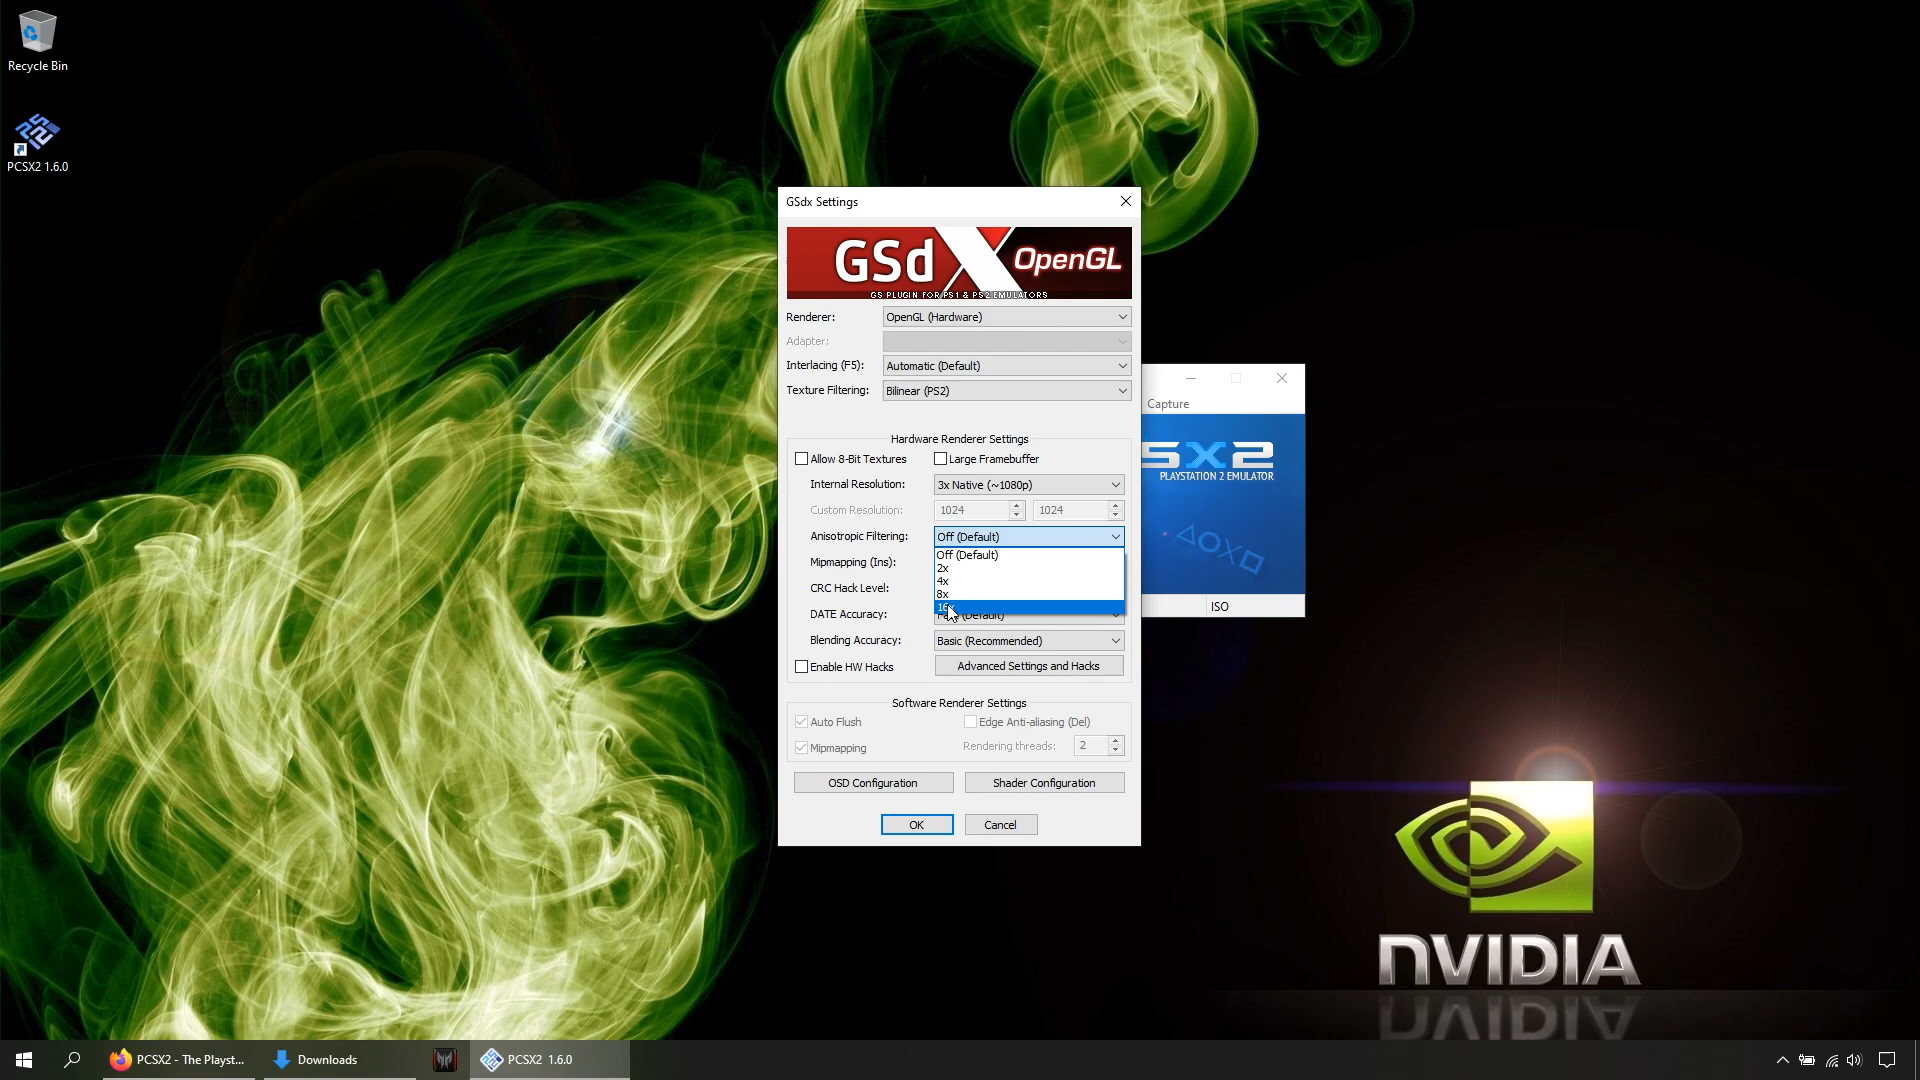 Recycle Bin
PCSX2 1.6.0
GSdx Settings
GSdX
OpenGL
GS PLUGIN FOR PS1 & PS2 EMULATORS
Renderer: OpenGL (Hardware)
Adapter:
Interlacing (F5): Automatic (Default)
Texture Filtering: Bilinear (PS2)
Hardware Renderer Settings
Allow 8-Bit Textures Large Framebuffer
Internal Resolution: 3x Native (~1080p)
Custom Resolution: 1024 1024
Anisotropic Filtering: Off (Default)
Off (Default)
2x
4x
8x
16x
Mipmapping (Ins):
CRC Hack Level:
DATE Accuracy: (Default)
Blending Accuracy: Basic (Recommended)
Enable HW Hacks Advanced Settings and Hacks
Software Renderer Settings
Auto Flush Edge Anti-aliasing (Del)
Mipmapping Rendering threads: 2
OSD Configuration Shader Configuration
OK Cancel
Capture
SX2
PLAYSTATION 2 EMULATOR
ISO
NVIDIA
PCSX2 - The Playst...
Downloads
PCSX2 1.6.0